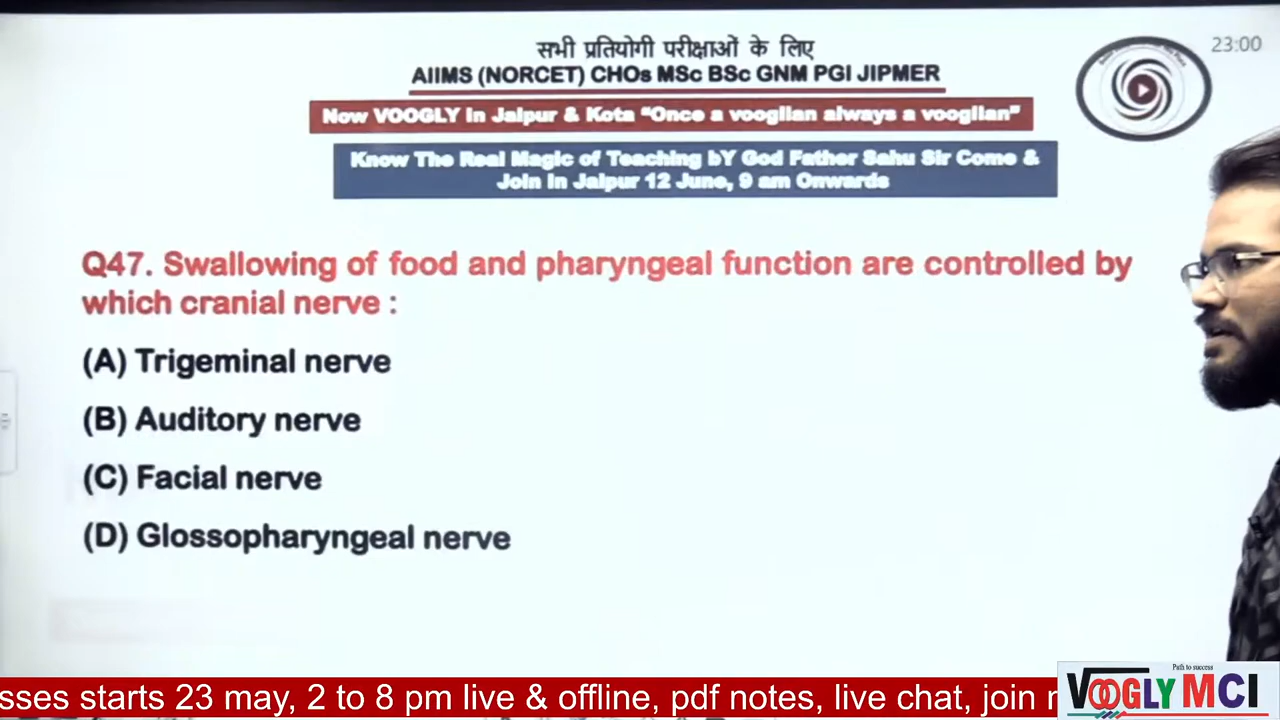 सभी प्रतियोगी परीक्षाओं के लिए
AIIMS (NORCET) CHOs MSc BSc GNM PGI JIPMER
23:00
Now VOOGLY in Jaipur & Kota "Once a vooglian always a vooglian"
Know The Real Magic of Teaching bY God Father Sahu Sir Come &
Join in Jaipur 12 June, 9 am Onwards
Q47. Swallowing of food and pharyngeal function are controlled by
which cranial nerve :
(A) Trigeminal nerve
(B) Auditory nerve
(C) Facial nerve
(D) Glossopharyngeal nerve
Path to success
VOOGLY MCI
sses starts 23 may, 2 to 8 pm live & offline, pdf notes, live chat, join